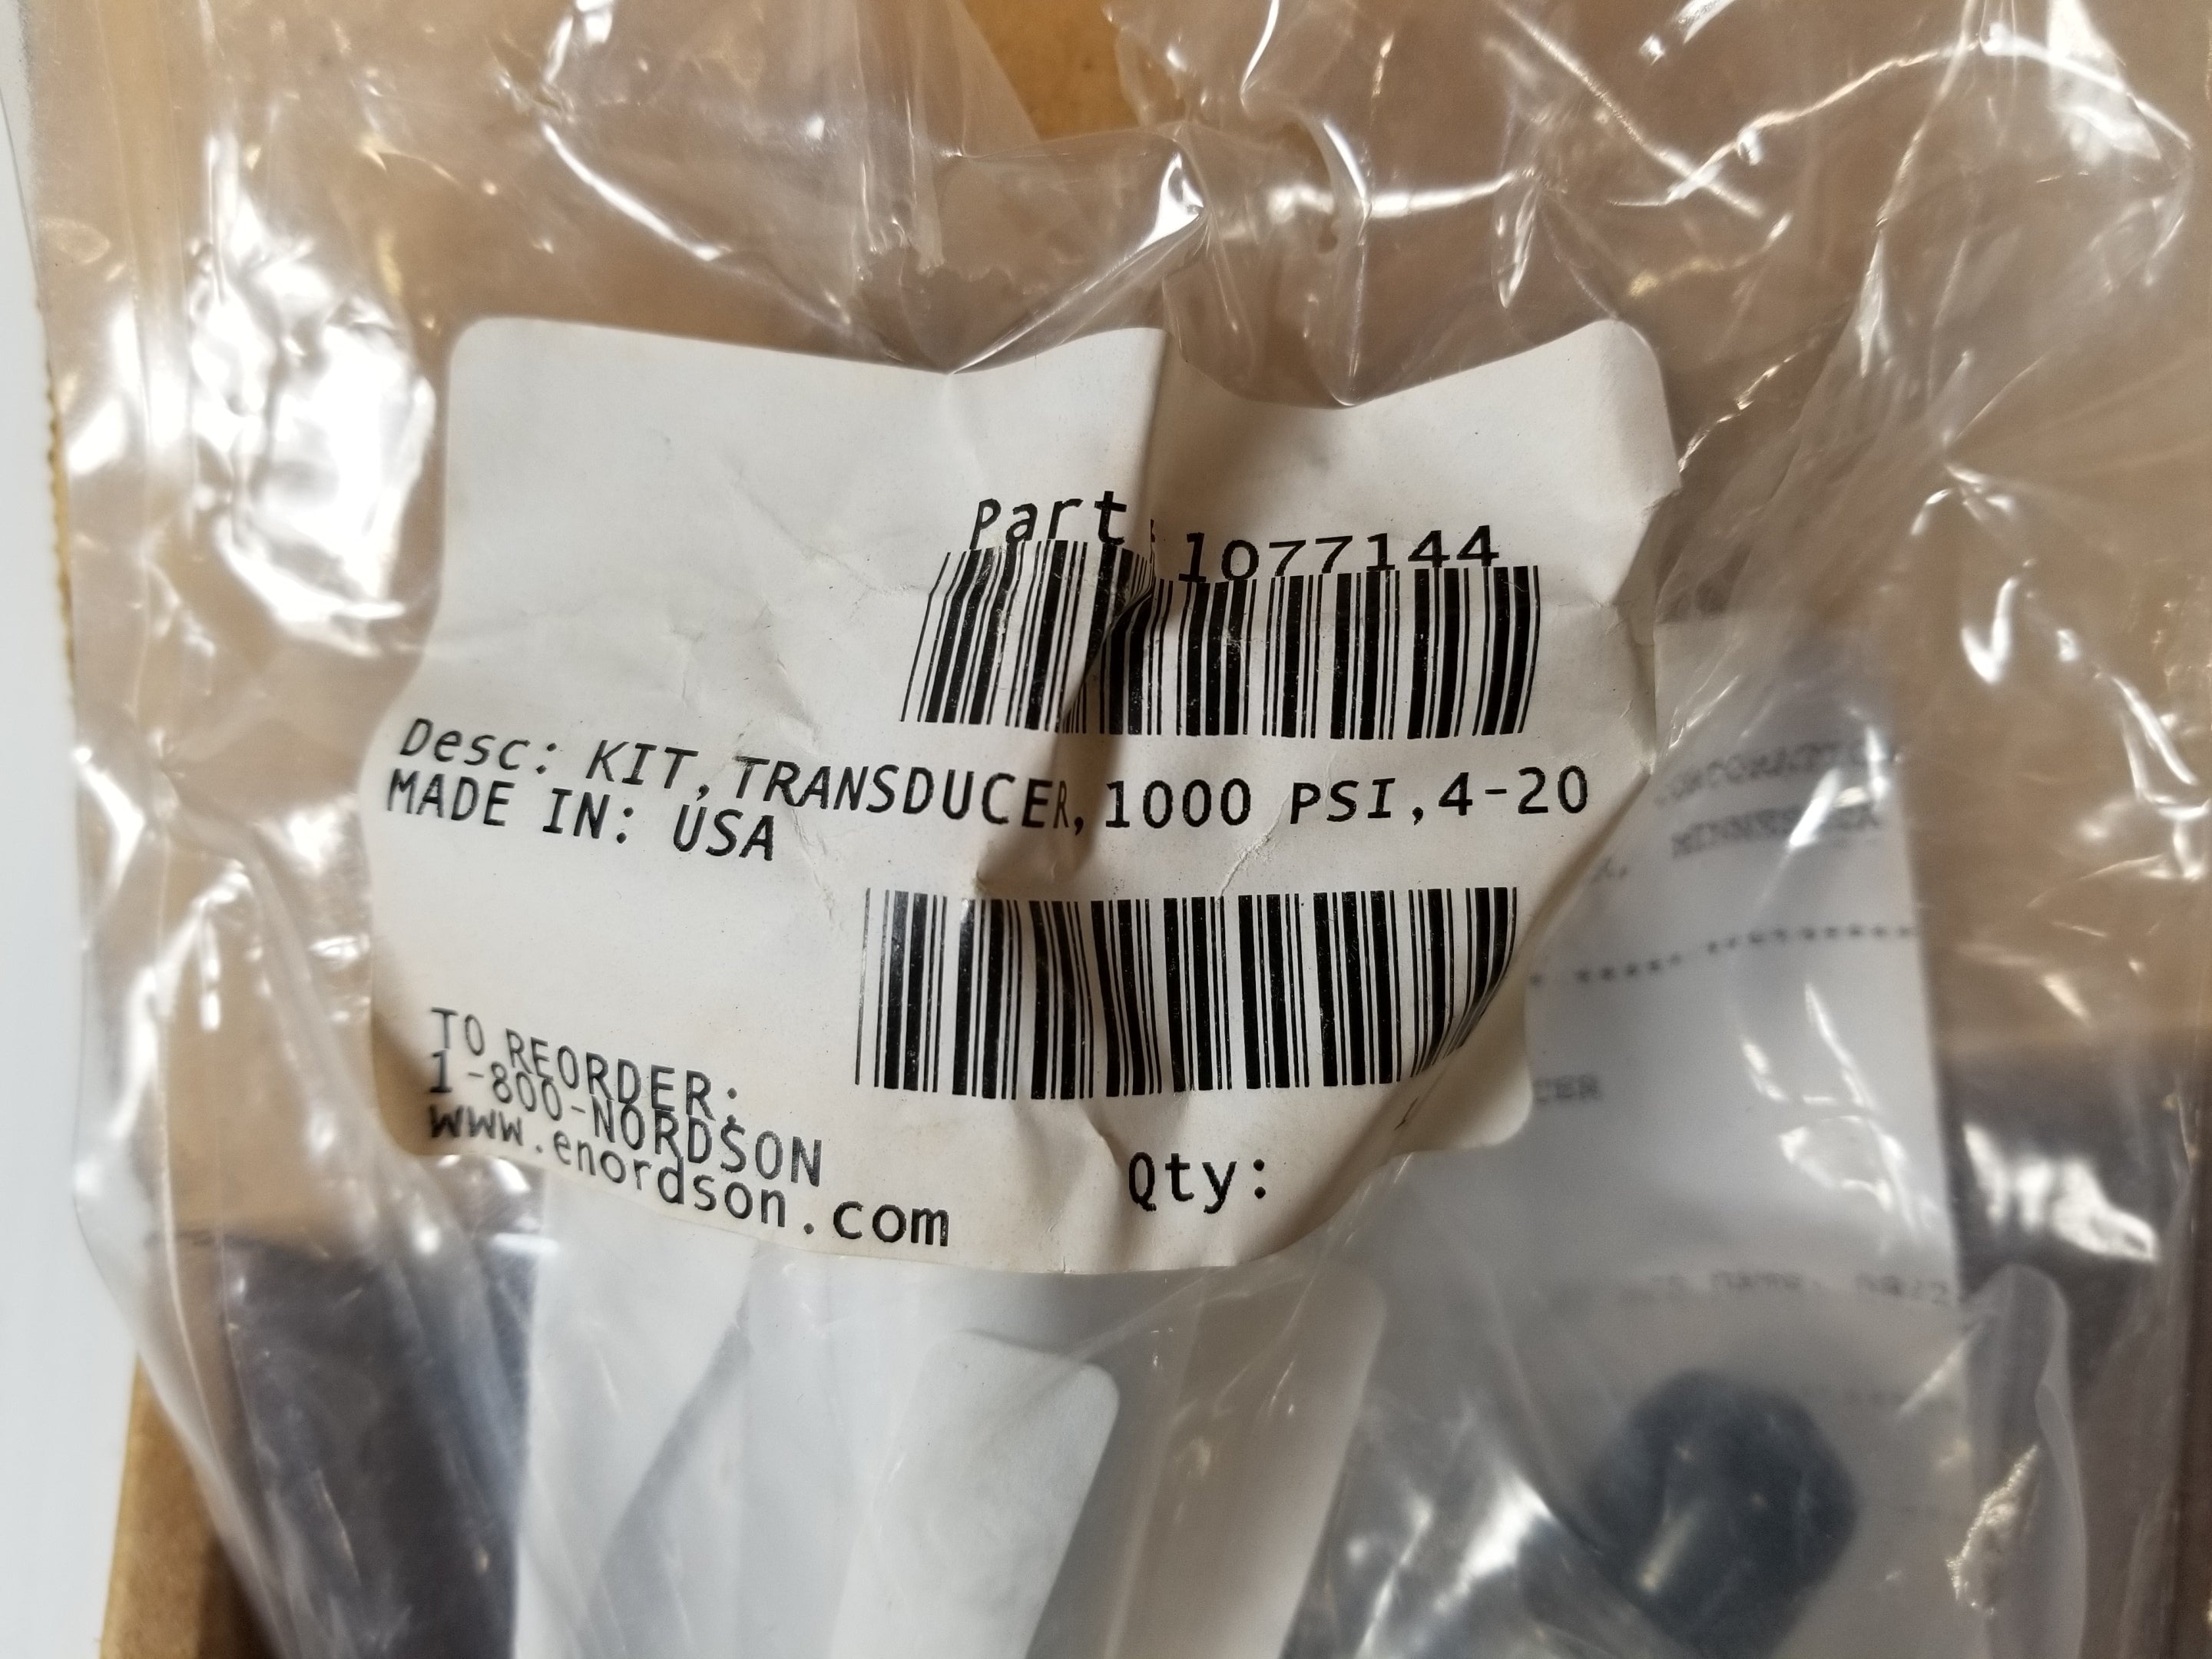 Part: 1077144
Desc: KIT,TRANSDUCER,1000 PSI,4-20
MADE IN: USA
TO REORDER:
1-800-NORDSON
www.enordson.com
Qty: